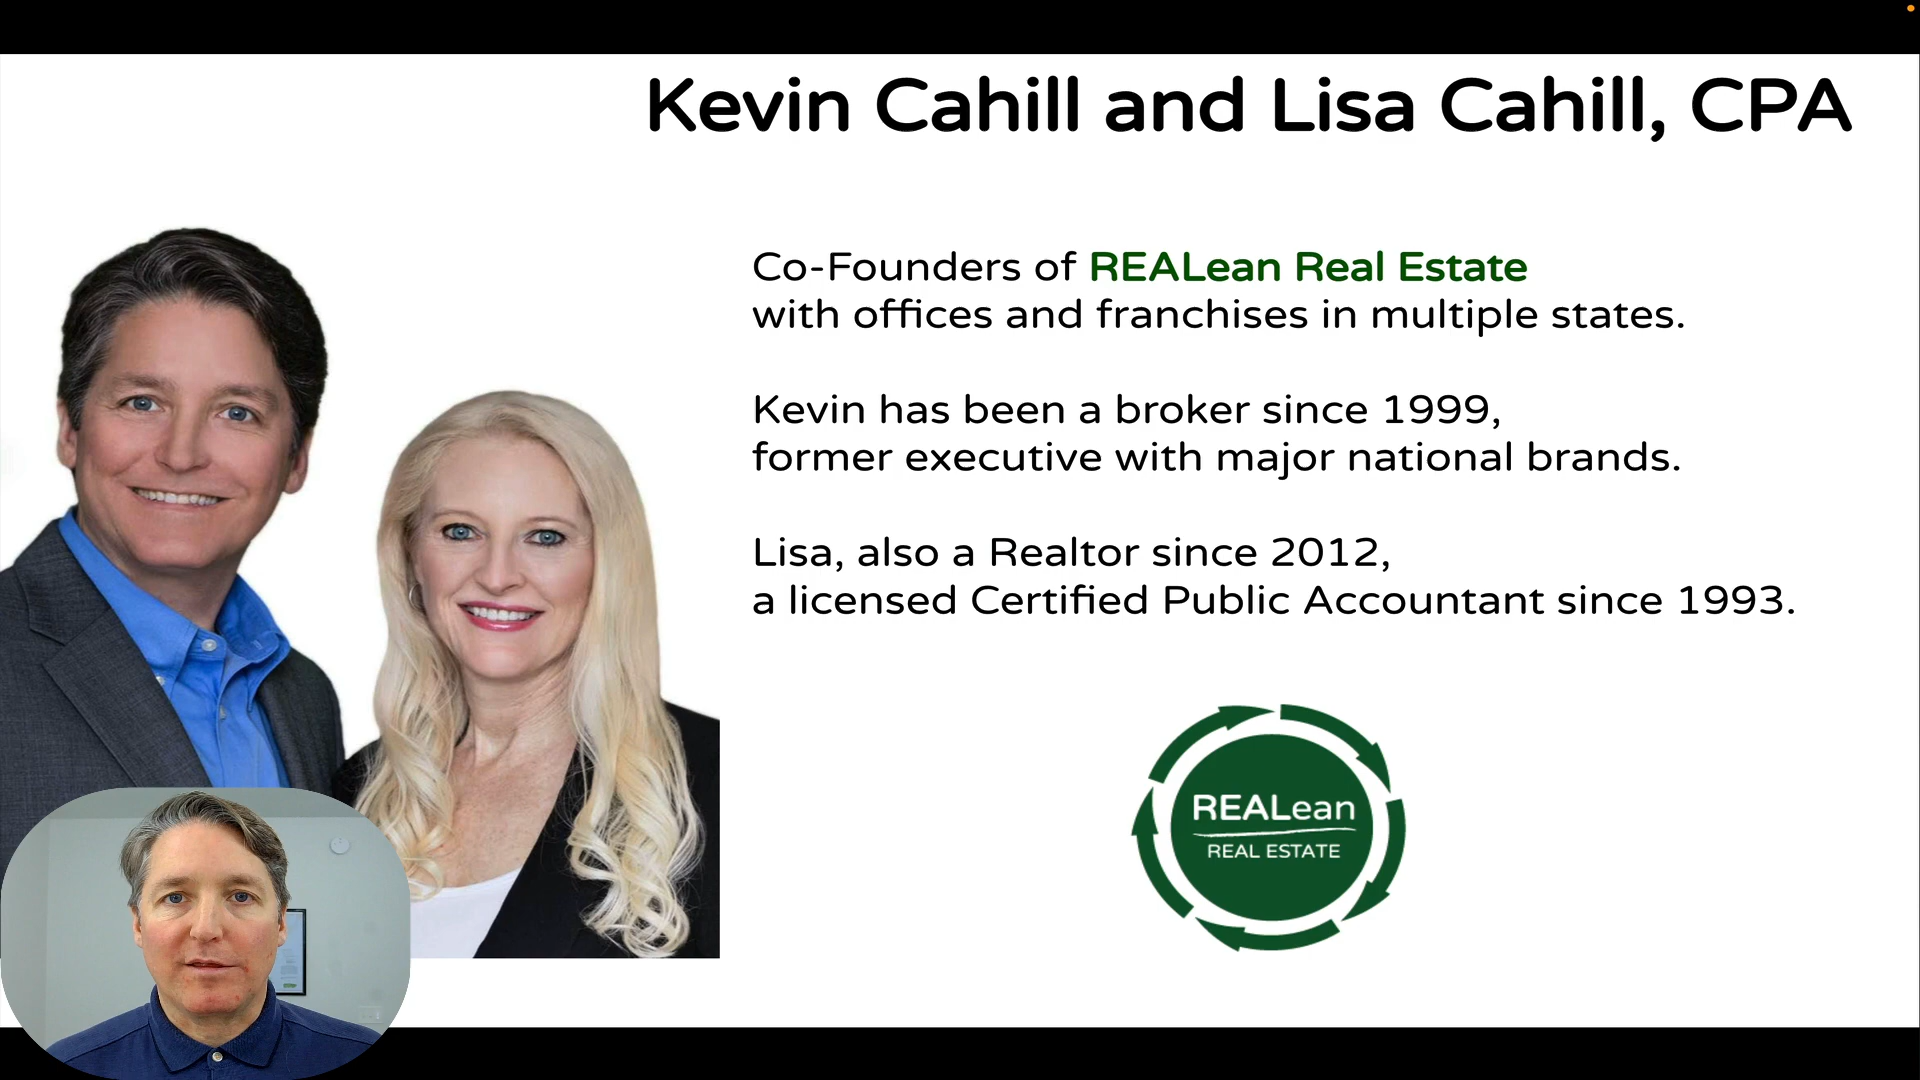 Kevin Cahill and Lisa Cahill, CPA
Co-Founders of REALean Real Estate
with offices and franchises in multiple states.
Kevin has been a broker since 1999,
former executive with major national brands.
Lisa, also a Realtor since 2012,
a licensed Certified Public Accountant since 1993.
REALean
REAL ESTATE